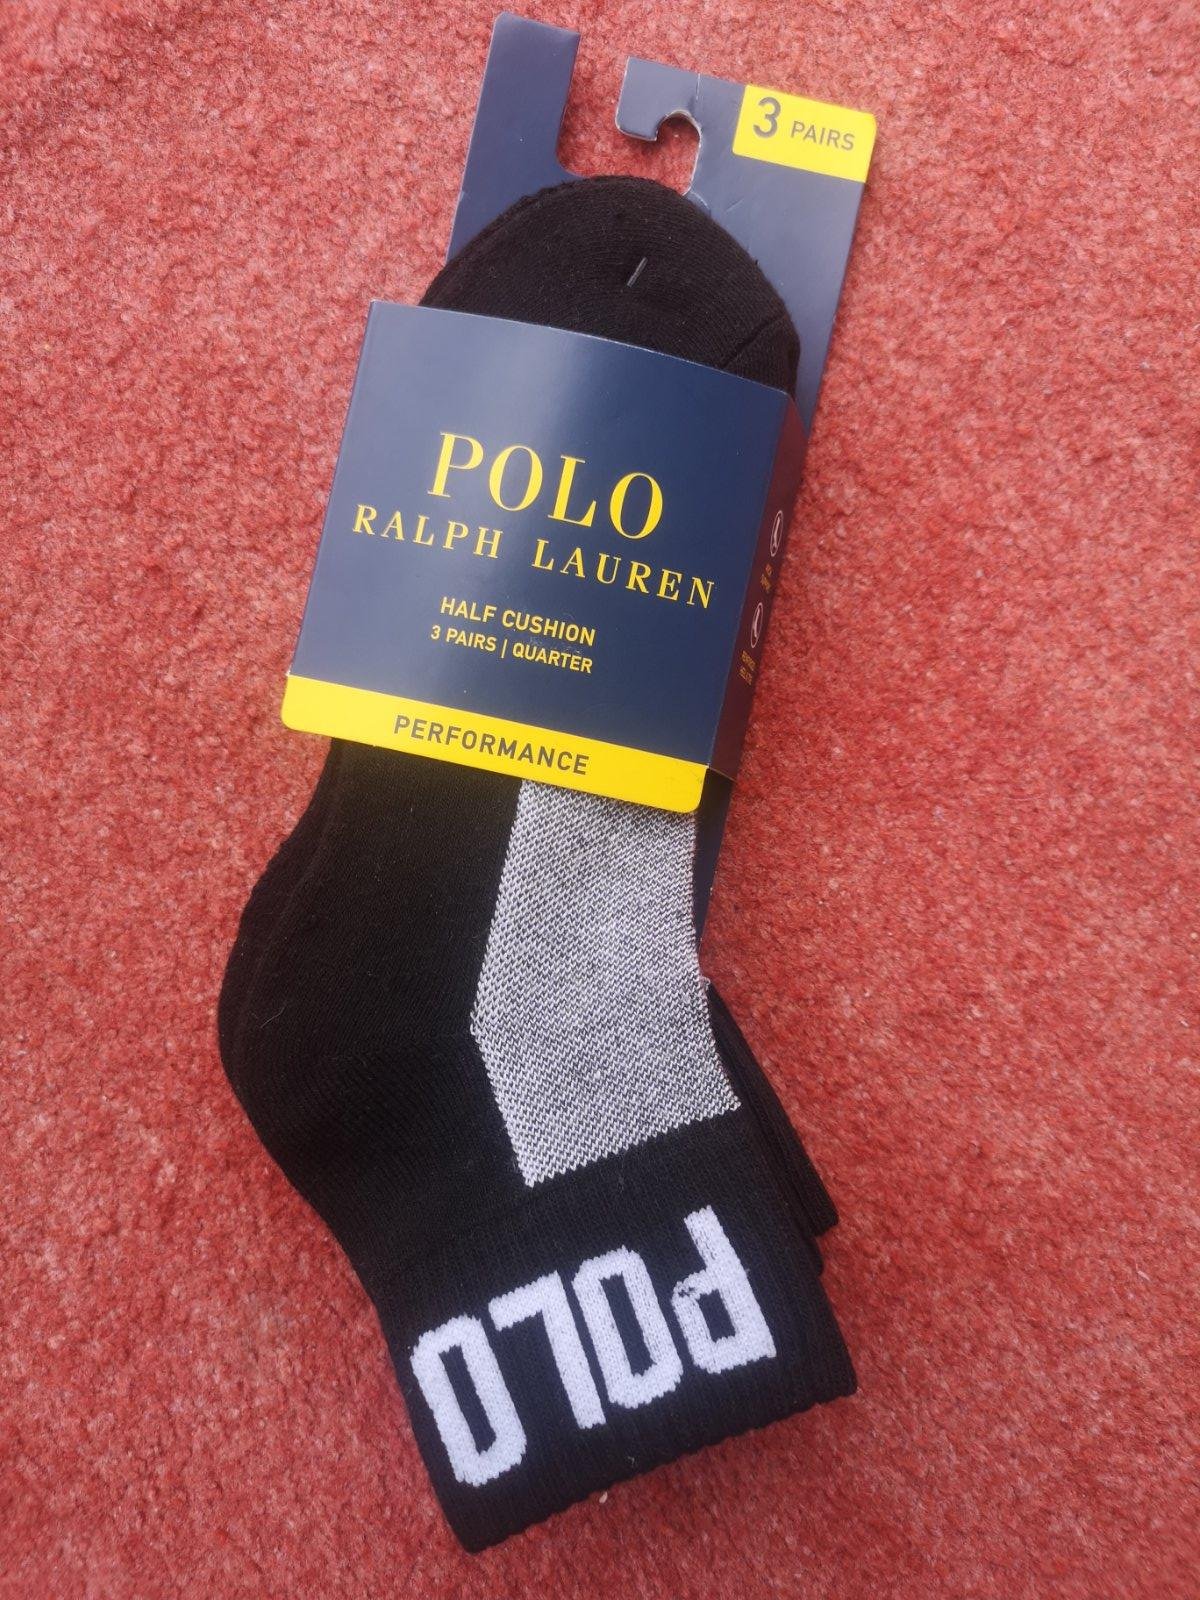 3 PAIRS
POLO
RALPH LAUREN
HALF CUSHION
3 PAIRS | QUARTER
PERFORMANCE
POLO